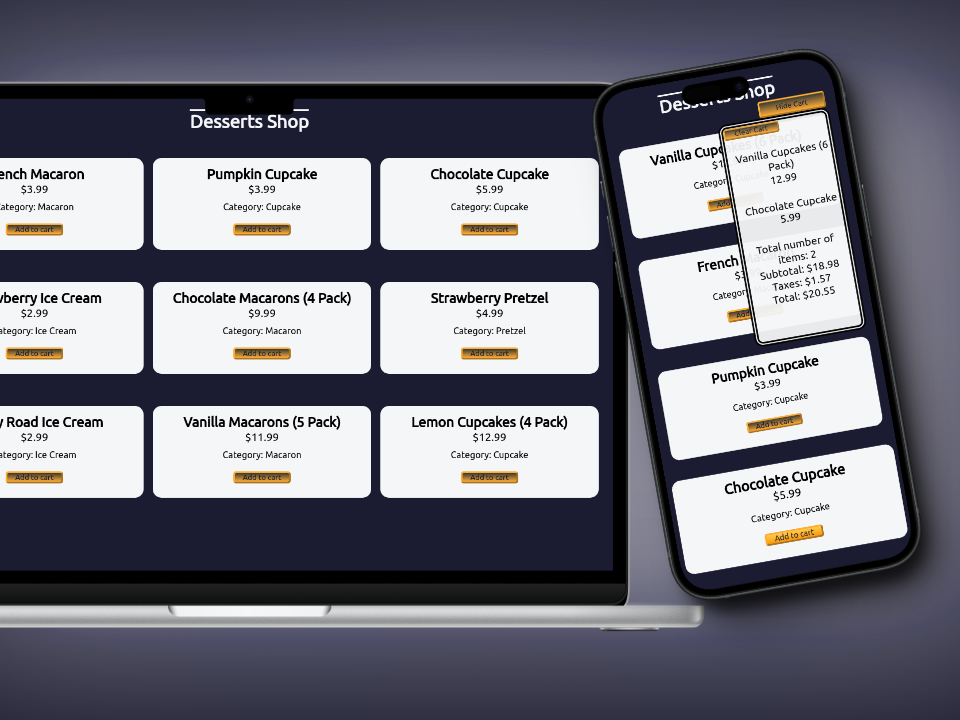 Desserts Shop
ench Macaron
$3.99
ategory: Macaron
Add to cart
Pumpkin Cupcake
$3.99
Category: Cupcake
Add to cart
Chocolate Cupcake
$5.99
Category: Cupcake
Add to cart
wberry Ice Cream
$2.99
ategory: Ice Cream
Add to cart
Chocolate Macarons (4 Pack)
$9.99
Category: Macaron
Add to cart
Strawberry Pretzel
$4.99
Category: Pretzel
Add to cart
y Road Ice Cream
$2.99
ategory: Ice Cream
Add to cart
Vanilla Macarons (5 Pack)
$11.99
Category: Macaron
Add to cart
Lemon Cupcakes (4 Pack)
$12.99
Category: Cupcake
Add to cart
Desserts Shop
Hide Cart
Vanilla Cupcakes (6 Pack)
$1
Categor
Add
Clear Cart
Vanilla Cupcakes (6
Pack)
12.99
Chocolate Cupcake
5.99
Total number of
items: 2
Subtotal: $18.98
Taxes: $1.57
Total: $20.55
French
$3
Categor
Add
Pumpkin Cupcake
$3.99
Category: Cupcake
Add to cart
Chocolate Cupcake
$5.99
Category: Cupcake
Add to cart